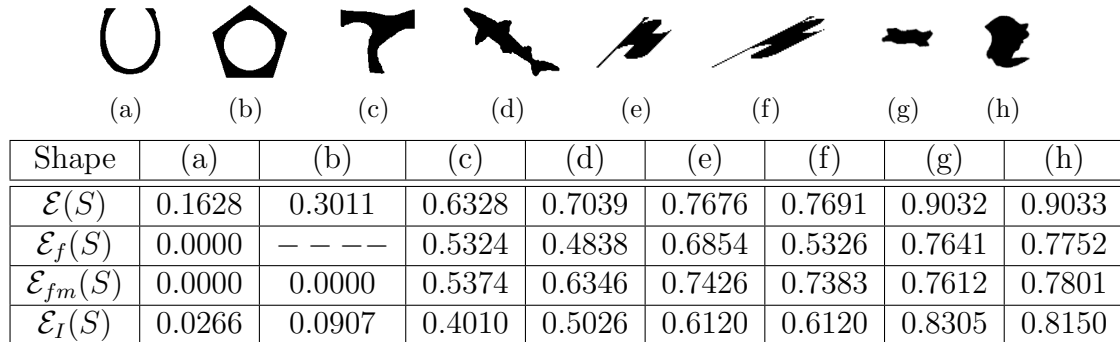 (a) (b) (c) (d) (e) (f) (g) (h)
Shape (a) (b) (c) (d) (e) (f) (g) (h)
ℰ(S) 0.1628 0.3011 0.6328 0.7039 0.7676 0.7691 0.9032 0.9033
ℰ_f(S) 0.0000 − − −− 0.5324 0.4838 0.6854 0.5326 0.7641 0.7752
ℰ_fm(S) 0.0000 0.0000 0.5374 0.6346 0.7426 0.7383 0.7612 0.7801
ℰ_I(S) 0.0266 0.0907 0.4010 0.5026 0.6120 0.6120 0.8305 0.8150